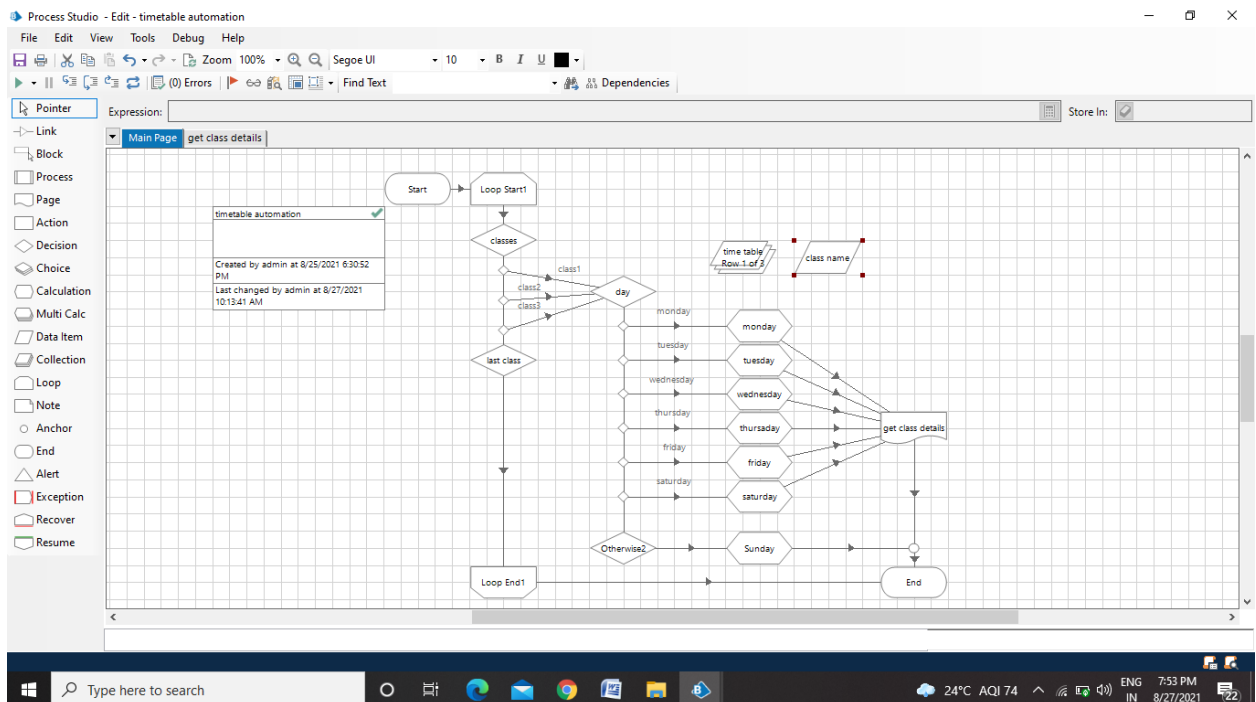 Process Studio - Edit - timetable automation
File Edit View Tools Debug Help
Zoom 100% Segoe UI 10 B I U
(0) Errors Find Text Dependencies
Pointer
Link
Block
Process
Page
Action
Decision
Choice
Calculation
Multi Calc
Data Item
Collection
Loop
Note
Anchor
End
Alert
Exception
Recover
Resume
Expression: Store In:
Main Page get class details
Start
Loop Start1
timetable automation
Created by admin at 8/25/2021 6:30:52
PM
Last changed by admin at 8/27/2021
10:13:41 AM
classes
class1
class2
class3
last class
Loop End1
time table
Row 1 of 3
class name
day
monday
monday
tuesday
tuesday
wednesday
wednesday
thursday
thursaday
friday
friday
saturday
saturday
Otherwise2
Sunday
get class details
End
Type here to search
24°C AQI 74
ENG
IN
7:53 PM
8/27/2021
22